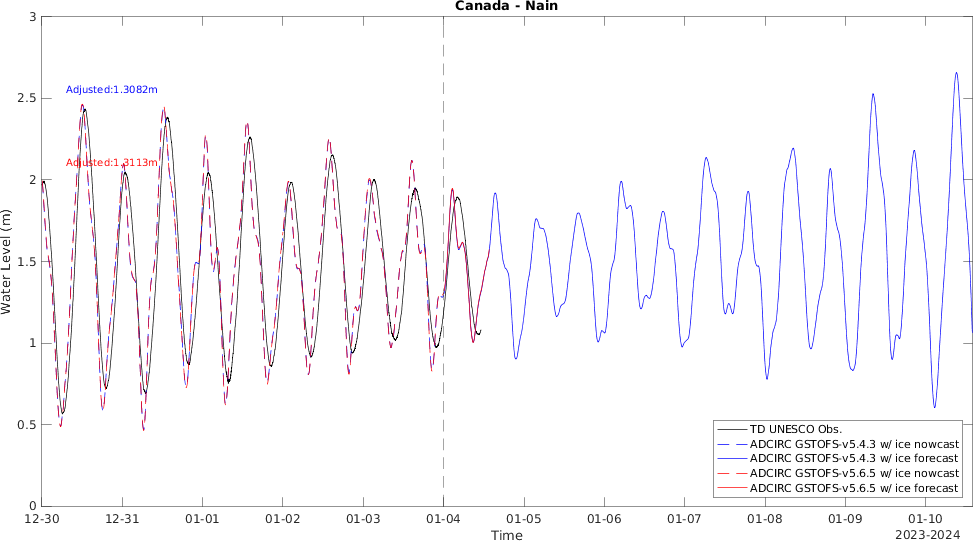 Canada - Nain
3
2.5
2
1.5
1
0.5
0
Water Level (m)
Adjusted:1.3082m
Adjusted:1.3113m
TD UNESCO Obs.
ADCIRC GSTOFS-v5.4.3 w/ ice nowcast
ADCIRC GSTOFS-v5.4.3 w/ ice forecast
ADCIRC GSTOFS-v5.6.5 w/ ice nowcast
ADCIRC GSTOFS-v5.6.5 w/ ice forecast
12-30 12-31 01-01 01-02 01-03 01-04 01-05 01-06 01-07 01-08 01-09 01-10
Time
2023-2024